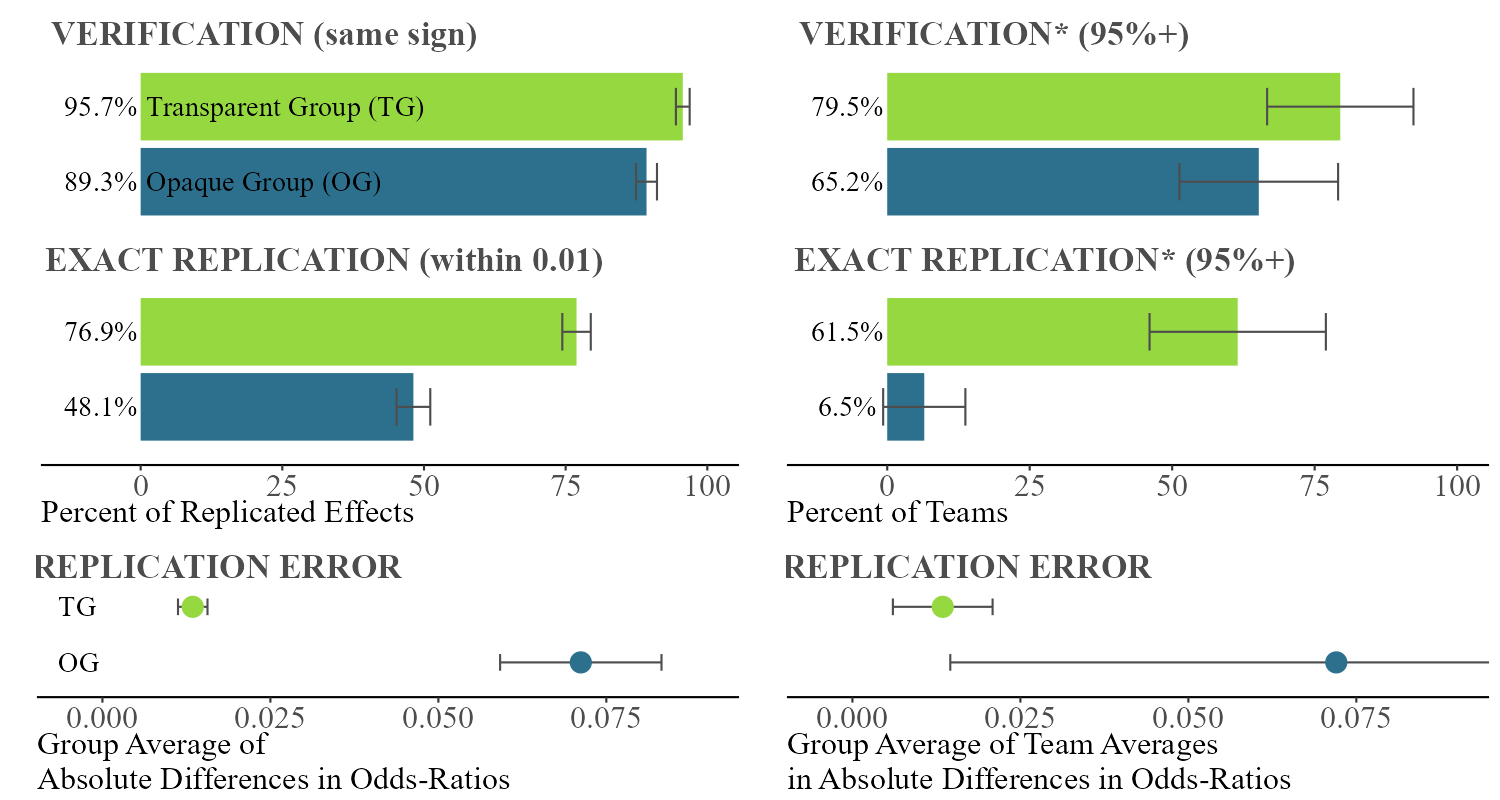 VERIFICATION (same sign)
95.7% Transparent Group (TG)
89.3% Opaque Group (OG)
EXACT REPLICATION (within 0.01)
76.9%
48.1%
0 25 50 75 100
Percent of Replicated Effects
VERIFICATION* (95%+)
79.5%
65.2%
EXACT REPLICATION* (95%+)
61.5%
6.5%
0 25 50 75 100
Percent of Teams
REPLICATION ERROR
TG
OG
0.000 0.025 0.050 0.075
Group Average of
Absolute Differences in Odds-Ratios
REPLICATION ERROR
0.000 0.025 0.050 0.075
Group Average of Team Averages
in Absolute Differences in Odds-Ratios